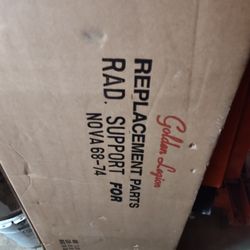 Golden Legion
REPLACEMENT PARTS
RAD. SUPPORT FOR
NOVA 68-74